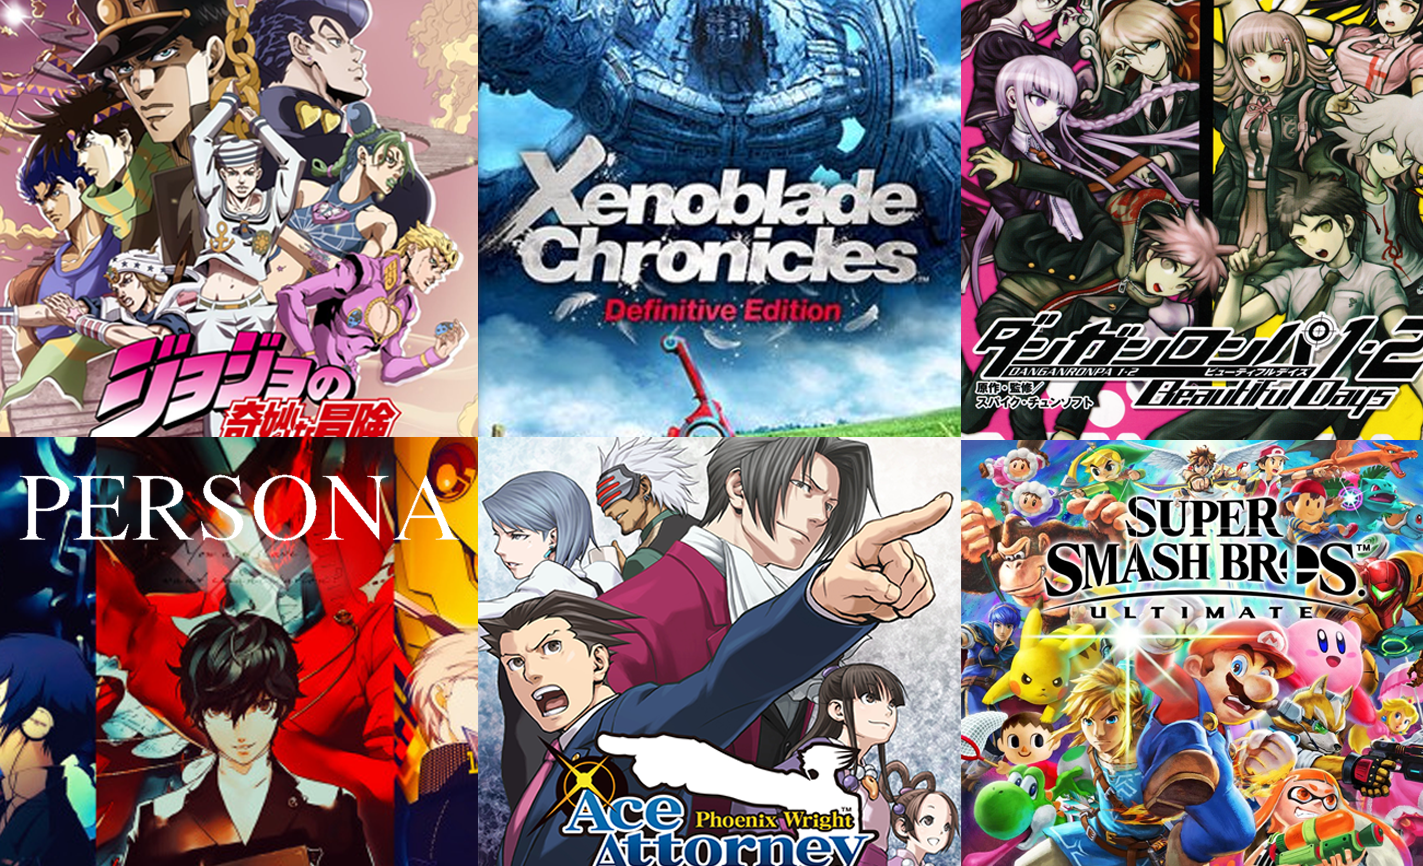 ジョジョの
奇妙な冒険
Xenoblade
Chronicles
Definitive Edition
ダンガンロンパ1・2
DANGANRONPA 1・2
ビューティフルデイズ
Beautiful Days
原作・監修/
スパイク・チュンソフト
PERSONA
Ace
Phoenix Wright™
Attorney
SUPER
SMASH BROS.™
ULTIMATE